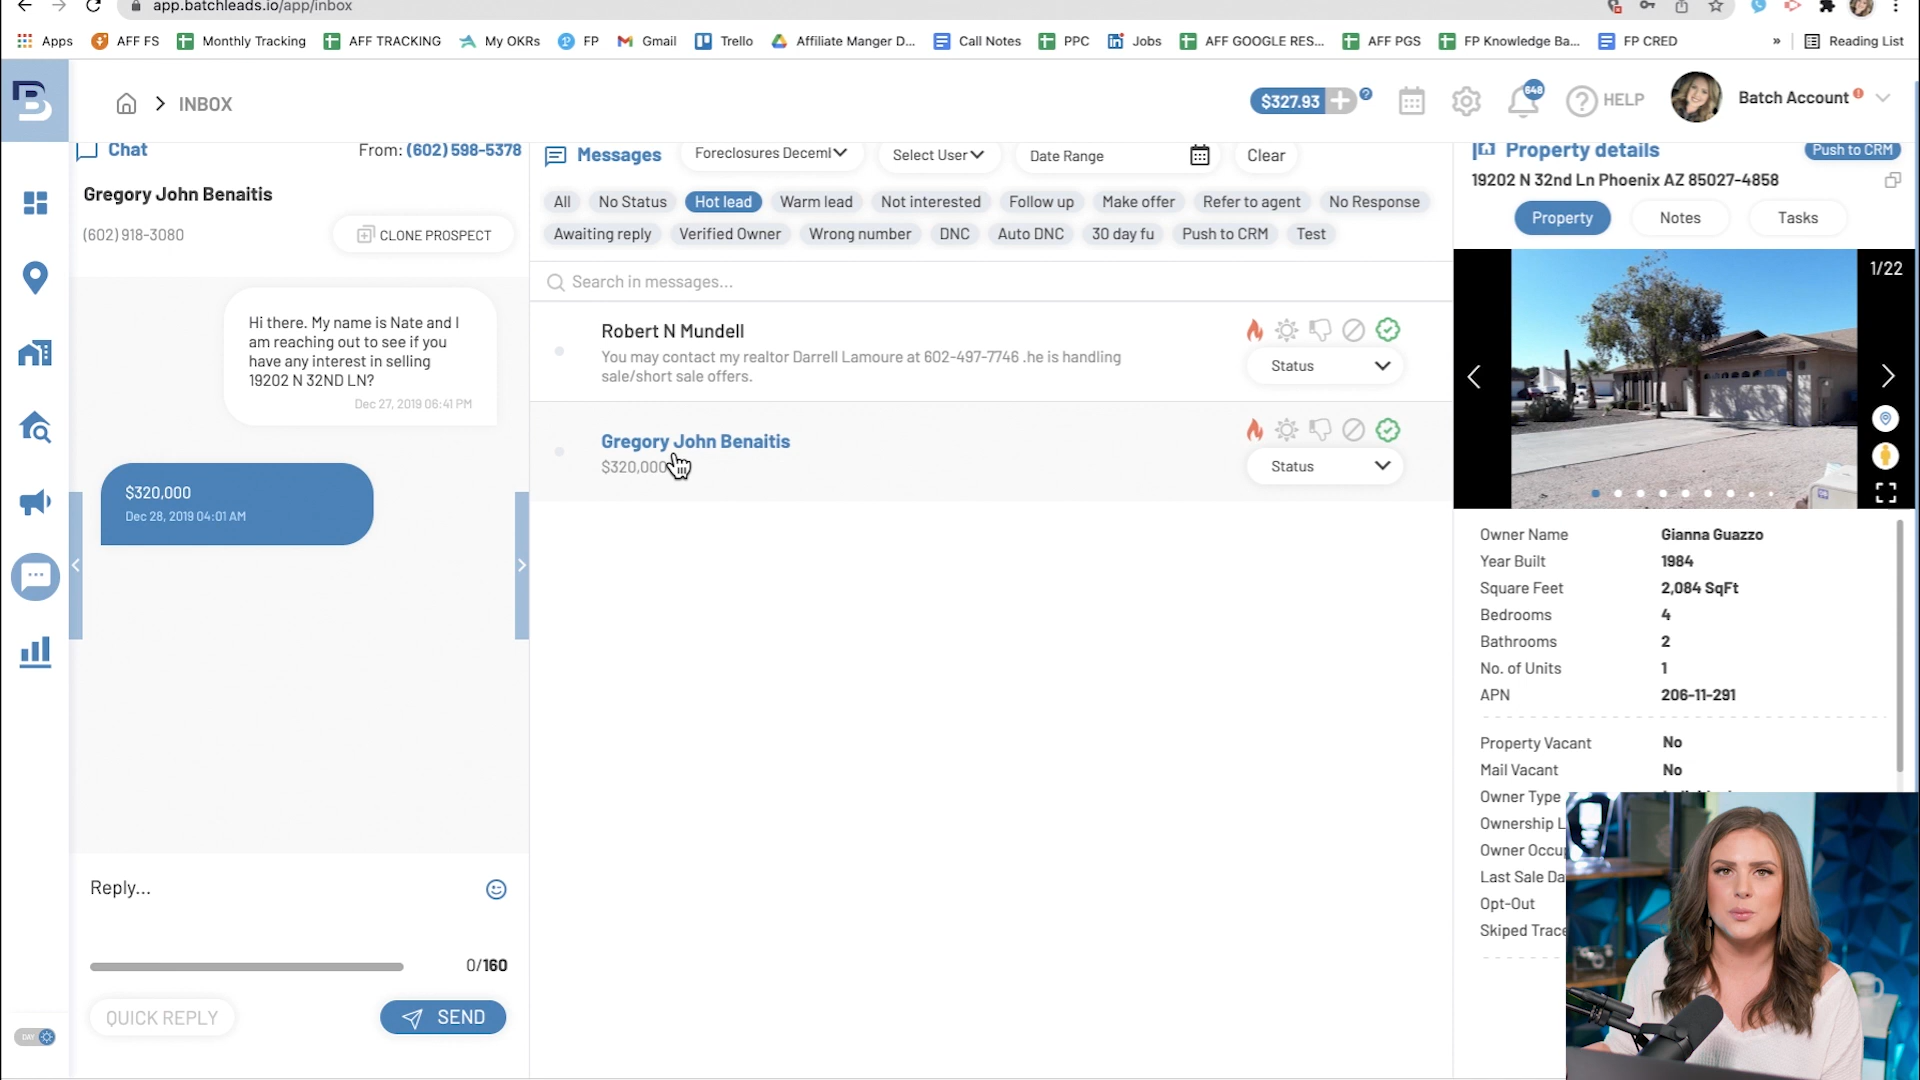 app.batchleads.io/app/inbox
Apps AFF FS Monthly Tracking AFF TRACKING My OKRs FP Gmail Trello Affiliate Manger D... Call Notes PPC Jobs AFF GOOGLE RES... AFF PGS FP Knowledge Ba... FP CRED » Reading List
B
> INBOX
$327.93 + ?
648
HELP
Batch Account
Chat
From: (602) 598-5378
Gregory John Benaitis
(602) 918-3080
CLONE PROSPECT
Hi there. My name is Nate and I
am reaching out to see if you
have any interest in selling
19202 N 32ND LN?
Dec 27, 2019 06:41 PM
$320,000
Dec 28, 2019 04:01 AM
Reply...
0/160
QUICK REPLY
SEND
DAY
Messages
Foreclosures Deceml
Select User
Date Range
Clear
All No Status Hot lead Warm lead Not interested Follow up Make offer Refer to agent No Response
Awaiting reply Verified Owner Wrong number DNC Auto DNC 30 day fu Push to CRM Test
Search in messages...
Robert N Mundell
You may contact my realtor Darrell Lamoure at 602-497-7746 .he is handling
sale/short sale offers.
Status
Gregory John Benaitis
$320,000
Status
Property details
Push to CRM
19202 N 32nd Ln Phoenix AZ 85027-4858
Property Notes Tasks
1/22
Owner Name Gianna Guazzo
Year Built 1984
Square Feet 2,084 SqFt
Bedrooms 4
Bathrooms 2
No. of Units 1
APN 206-11-291
Property Vacant No
Mail Vacant No
Owner Type
Ownership L
Owner Occu
Last Sale Da
Opt-Out
Skiped Trace